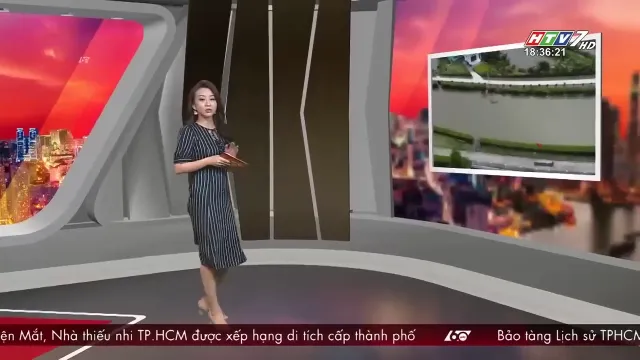 HTV7 HD
18:36:21
ện Mắt, Nhà thiếu nhi TP.HCM được xếp hạng di tích cấp thành phố 60 Bảo tàng Lịch sử TPHCM